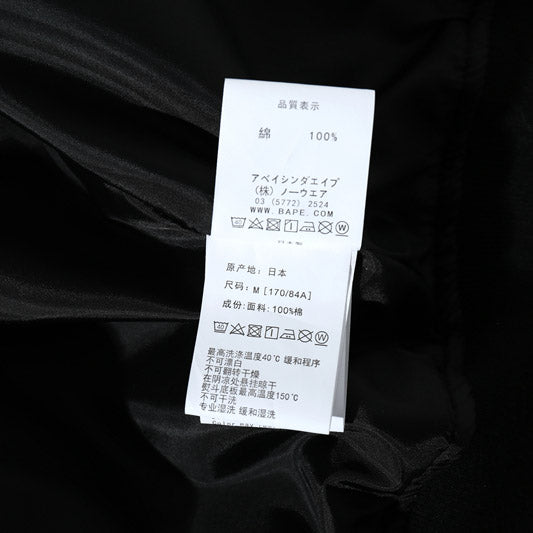 品質表示
綿 100%
アベイシンダエイプ
(株) ノーウエア
03 (5772) 2524
WWW.BAPE.COM
日本製
原产地: 日本
尺码: M [170/84A]
成份: 面料: 100%棉
最高洗涤温度40℃ 缓和程序
不可漂白
不可翻转干燥
在阴凉处悬挂晾干
熨斗底板最高温度150℃
不可干洗
专业湿洗 缓和湿洗